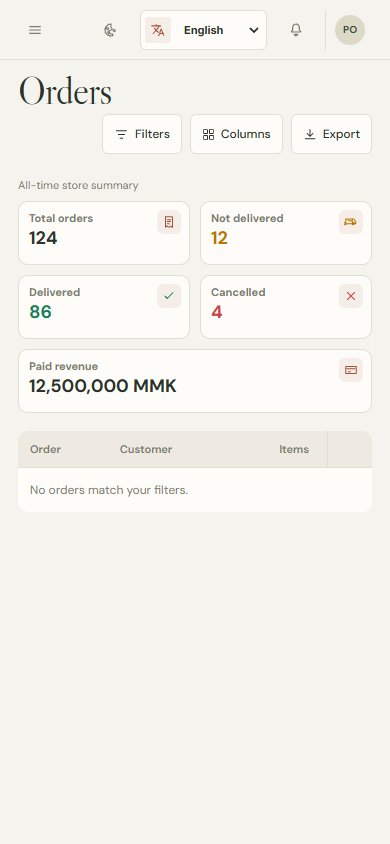 English
PO
Orders
Filters
Columns
Export
All-time store summary
Total orders
124
Not delivered
12
Delivered
86
Cancelled
4
Paid revenue
12,500,000 MMK
Order Customer Items
No orders match your filters.